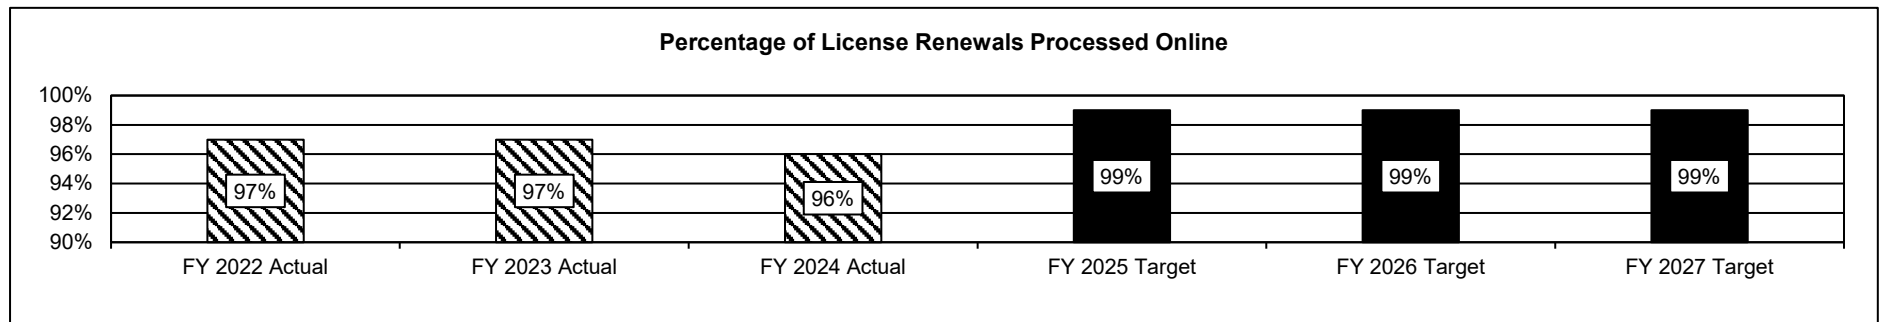 Percentage of License Renewals Processed Online
100%
98%
96%
94%
92%
90%
97%
97%
96%
99%
99%
99%
FY 2022 Actual
FY 2023 Actual
FY 2024 Actual
FY 2025 Target
FY 2026 Target
FY 2027 Target